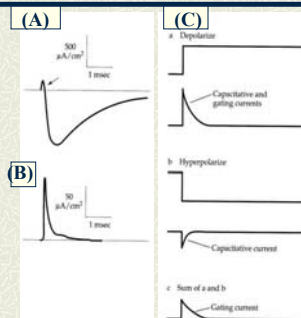 (A)
500
μA/cm²
1 msec
(B)
50
μA/cm²
1 msec
(C)
a Depolarize
Capacitative and
gating currents
b Hyperpolarize
Capacitative current
c Sum of a and b
Gating current